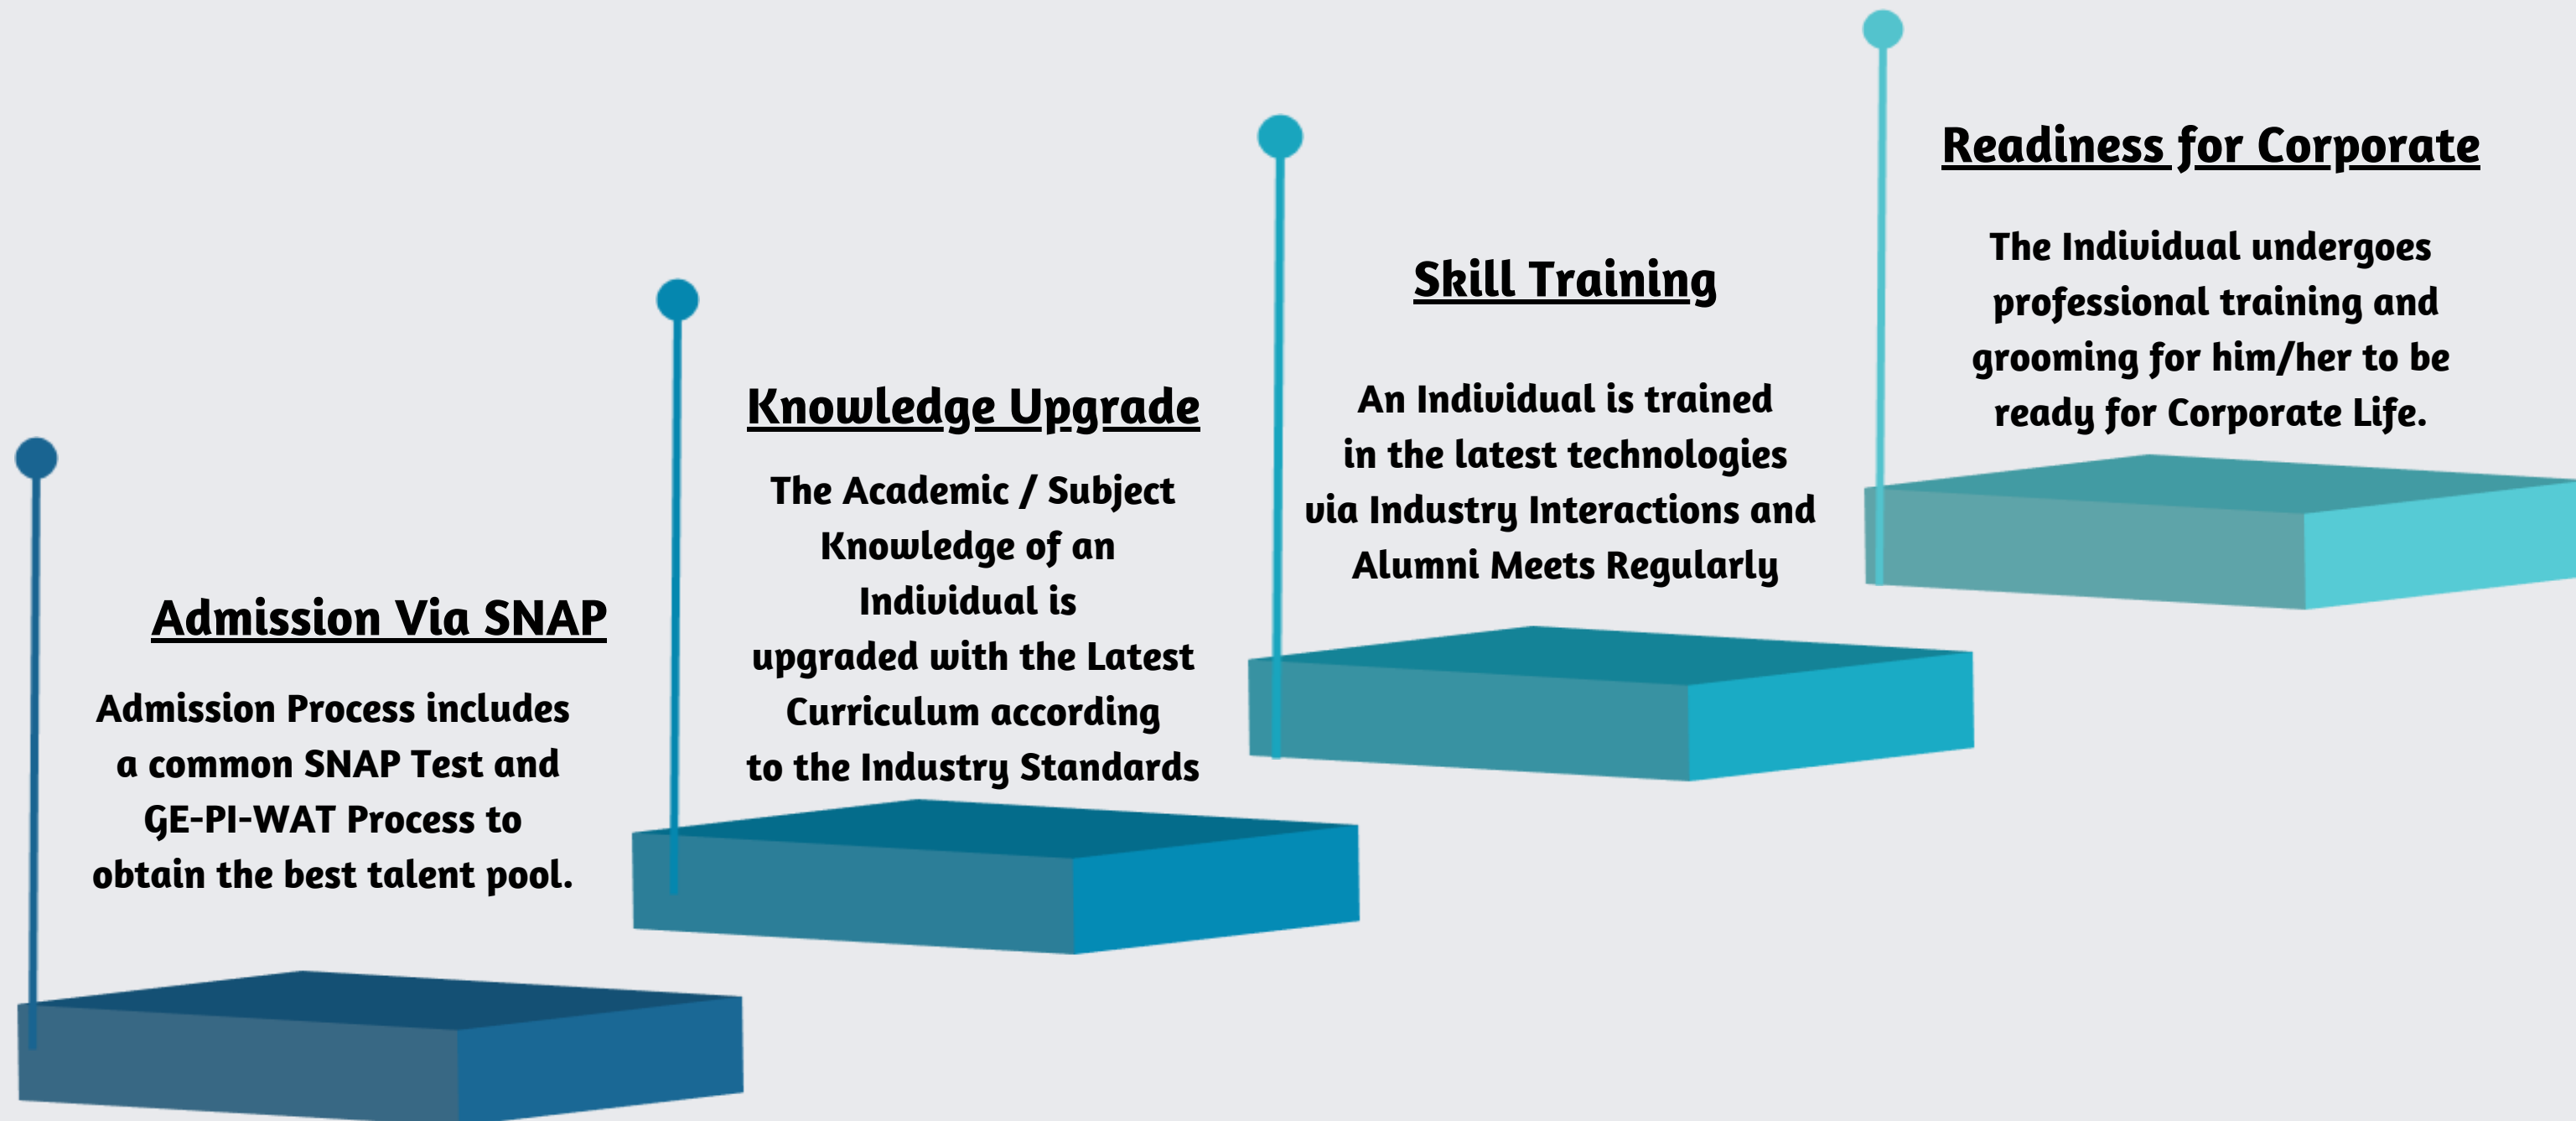 Admission Via SNAP
Admission Process includes
a common SNAP Test and
GE-PI-WAT Process to
obtain the best talent pool.
Knowledge Upgrade
The Academic / Subject
Knowledge of an
Individual is
upgraded with the Latest
Curriculum according
to the Industry Standards
Skill Training
An Individual is trained
in the latest technologies
via Industry Interactions and
Alumni Meets Regularly
Readiness for Corporate
The Individual undergoes
professional training and
grooming for him/her to be
ready for Corporate Life.